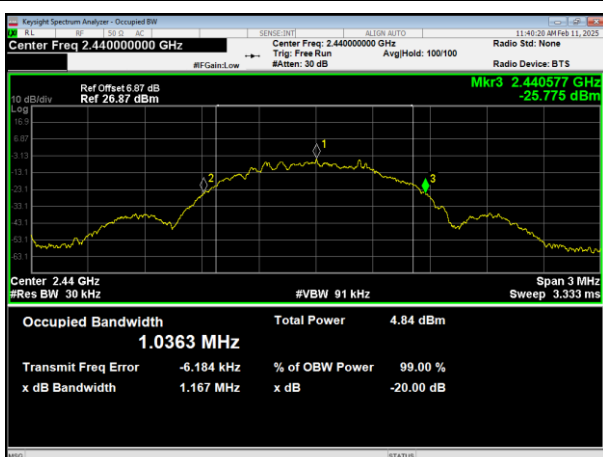 Keysight Spectrum Analyzer - Occupied BW
RL RF 50 Ω AC SENSE:INT ALIGN AUTO 11:40:20 AM Feb 11, 2025
Center Freq 2.440000000 GHz Center Freq: 2.440000000 GHz Radio Std: None
Trig: Free Run Avg|Hold: 100/100
#IFGain:Low #Atten: 30 dB Radio Device: BTS
Mkr3 2.440577 GHz
-25.775 dBm
Ref Offset 6.87 dB
10 dB/div Ref 26.87 dBm
Log
16.9
6.87
-3.13
-13.1
-23.1
-33.1
-43.1
-53.1
-63.1
1
2
3
Center 2.44 GHz Span 3 MHz
#Res BW 30 kHz #VBW 91 kHz Sweep 3.333 ms
Occupied Bandwidth Total Power 4.84 dBm
1.0363 MHz
Transmit Freq Error -6.184 kHz % of OBW Power 99.00 %
x dB Bandwidth 1.167 MHz x dB -20.00 dB
MSG STATUS